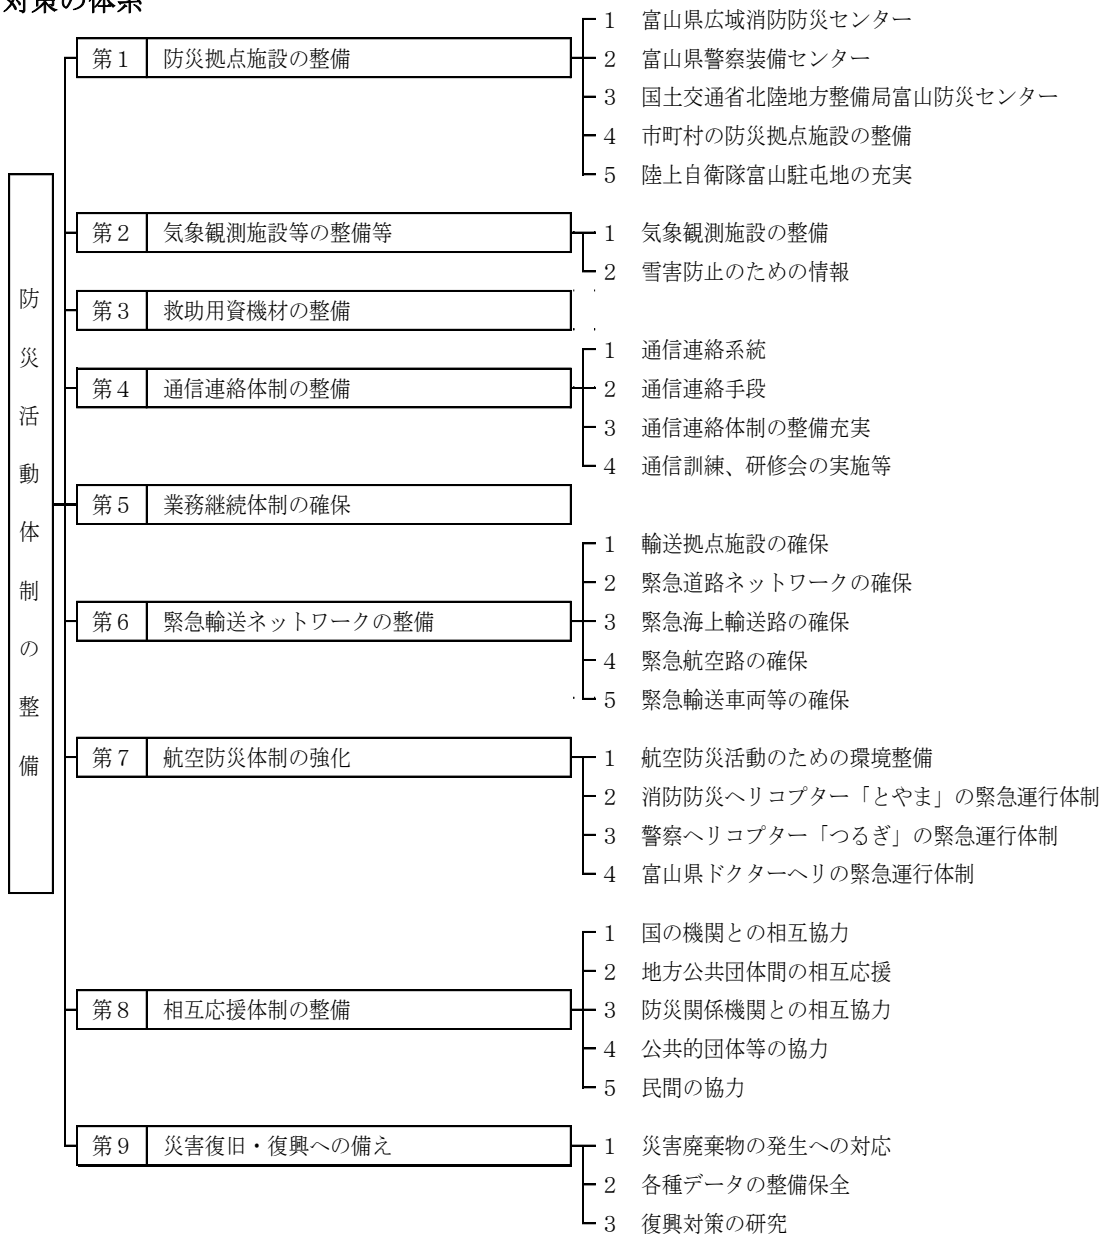 対策の体系
防災活動体制の整備
第１ 防災拠点施設の整備
１ 富山県広域消防防災センター
２ 富山県警察装備センター
３ 国土交通省北陸地方整備局富山防災センター
４ 市町村の防災拠点施設の整備
５ 陸上自衛隊富山駐屯地の充実
第２ 気象観測施設等の整備等
１ 気象観測施設の整備
２ 雪害防止のための情報
第３ 救助用資機材の整備
第４ 通信連絡体制の整備
１ 通信連絡系統
２ 通信連絡手段
３ 通信連絡体制の整備充実
４ 通信訓練、研修会の実施等
第５ 業務継続体制の確保
第６ 緊急輸送ネットワークの整備
１ 輸送拠点施設の確保
２ 緊急道路ネットワークの確保
３ 緊急海上輸送路の確保
４ 緊急航空路の確保
５ 緊急輸送車両等の確保
第７ 航空防災体制の強化
１ 航空防災活動のための環境整備
２ 消防防災ヘリコプター「とやま」の緊急運行体制
３ 警察ヘリコプター「つるぎ」の緊急運行体制
４ 富山県ドクターヘリの緊急運行体制
第８ 相互応援体制の整備
１ 国の機関との相互協力
２ 地方公共団体間の相互応援
３ 防災関係機関との相互協力
４ 公共的団体等の協力
５ 民間の協力
第９ 災害復旧・復興への備え
１ 災害廃棄物の発生への対応
２ 各種データの整備保全
３ 復興対策の研究